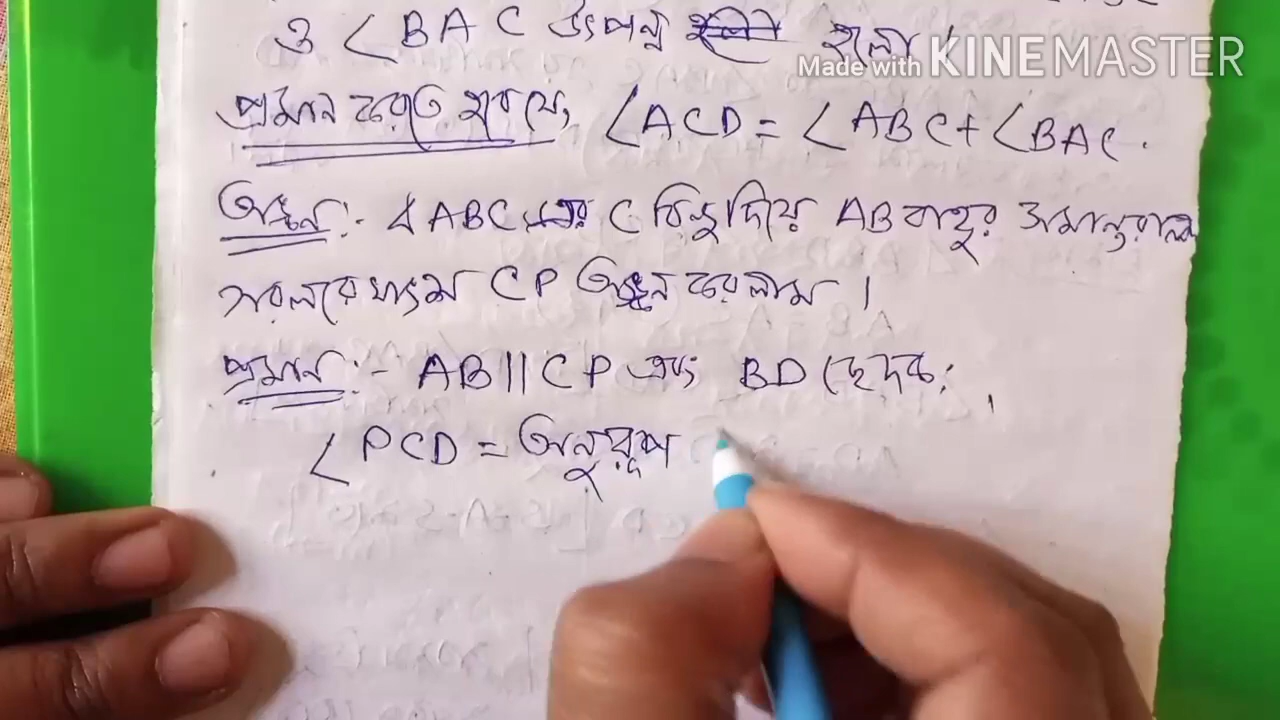 ও ∠BAC উৎপন্ন হলো।
Made with KINEMASTER
প্রমান করতে হবে যে, ∠ACD = ∠ABC + ∠BAC.
অঙ্কন :- ∆ABC এর C বিন্দু দিয়ে AB বাহুর সমান্তরাল
সরলরেখাংশ CP অঙ্কন করলাম।
প্রমান :- AB || CP এবং BD ছেদক;
∠PCD = অনুরূপ